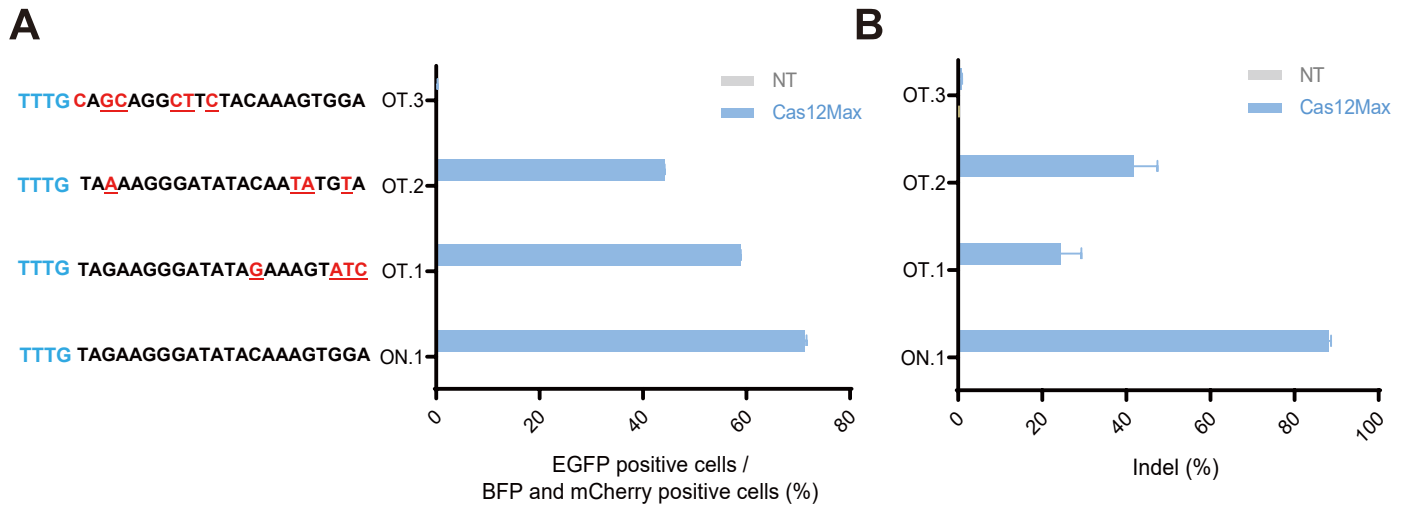 A
TTTG CAGCAGGCTTCTACAAAGTGGA
OT.3
TTTG TAAAAGGGATATACAATATGTA
OT.2
TTTG TAGAAGGGATATAGAAAGTATC
OT.1
TTTG TAGAAGGGATATACAAAGTGGA
ON.1
NT
Cas12Max
0 20 40 60 80
EGFP positive cells /
BFP and mCherry positive cells (%)
B
OT.3
OT.2
OT.1
ON.1
NT
Cas12Max
0 20 40 60 80 100
Indel (%)